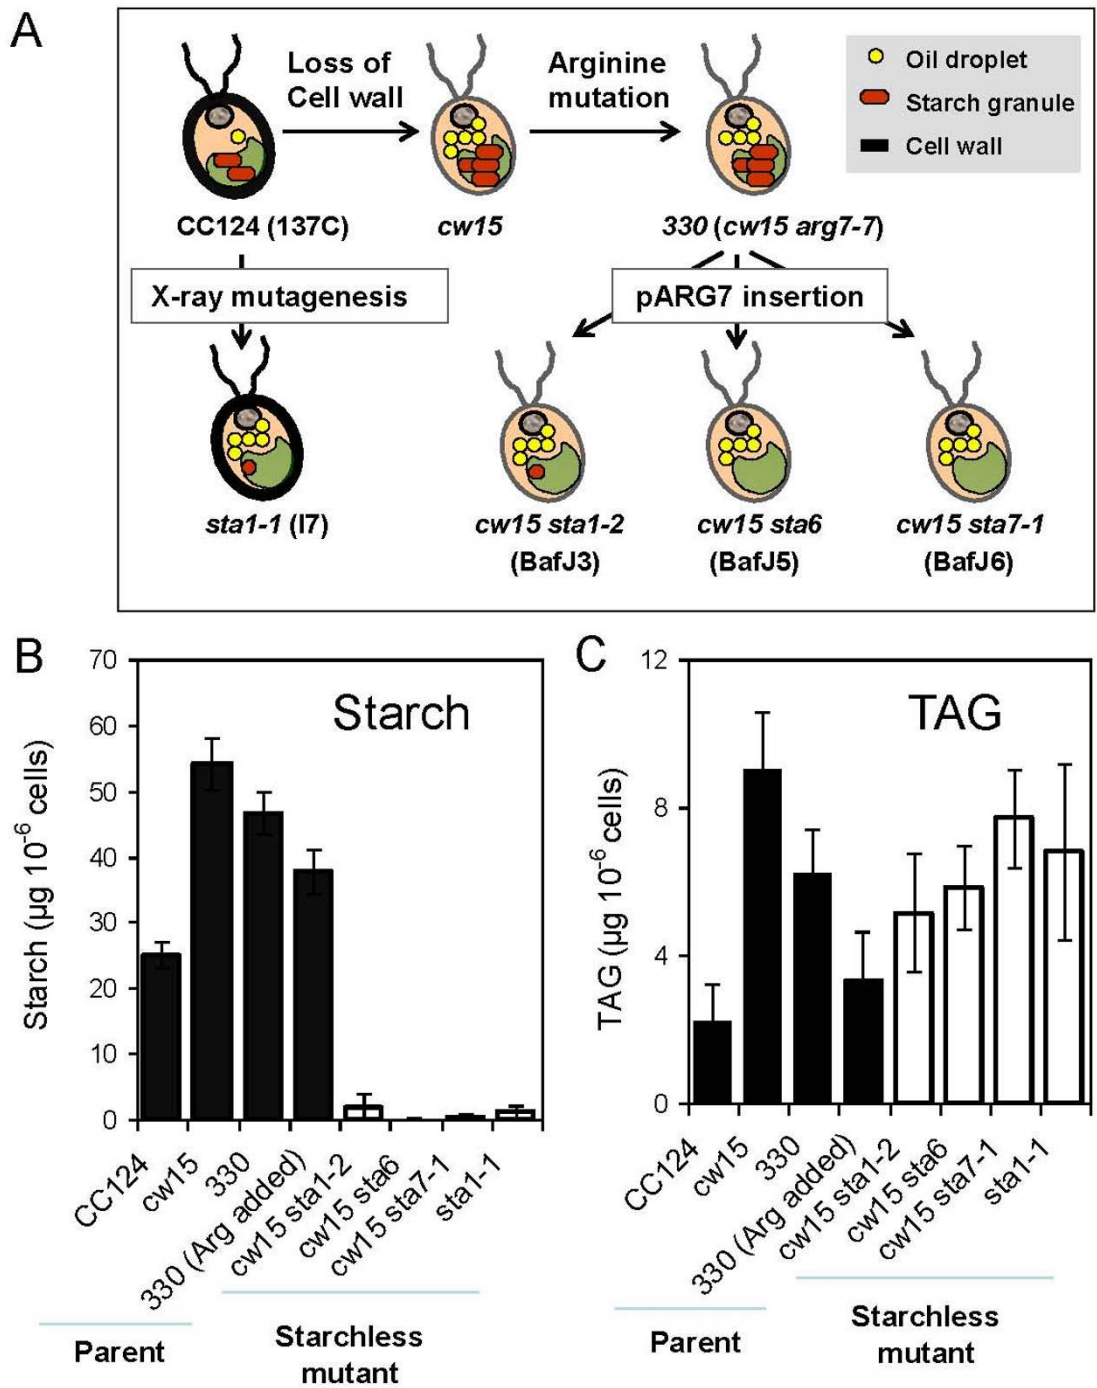 A
Loss of
Cell wall
Arginine
mutation
Oil droplet
Starch granule
Cell wall
CC124 (137C)
cw15
330 (cw15 arg7-7)
X-ray mutagenesis
pARG7 insertion
sta1-1 (I7)
cw15 sta1-2
(BafJ3)
cw15 sta6
(BafJ5)
cw15 sta7-1
(BafJ6)
B
Starch
Starch (µg 10⁻⁶ cells)
70
60
50
40
30
20
10
0
CC124
cw15
330
330 (Arg added)
cw15 sta1-2
cw15 sta6
cw15 sta7-1
sta1-1
Parent
Starchless
mutant
C
TAG
TAG (µg 10⁻⁶ cells)
12
8
4
0
CC124
cw15
330
330 (Arg added)
cw15 sta1-2
cw15 sta6
cw15 sta7-1
sta1-1
Parent
Starchless
mutant